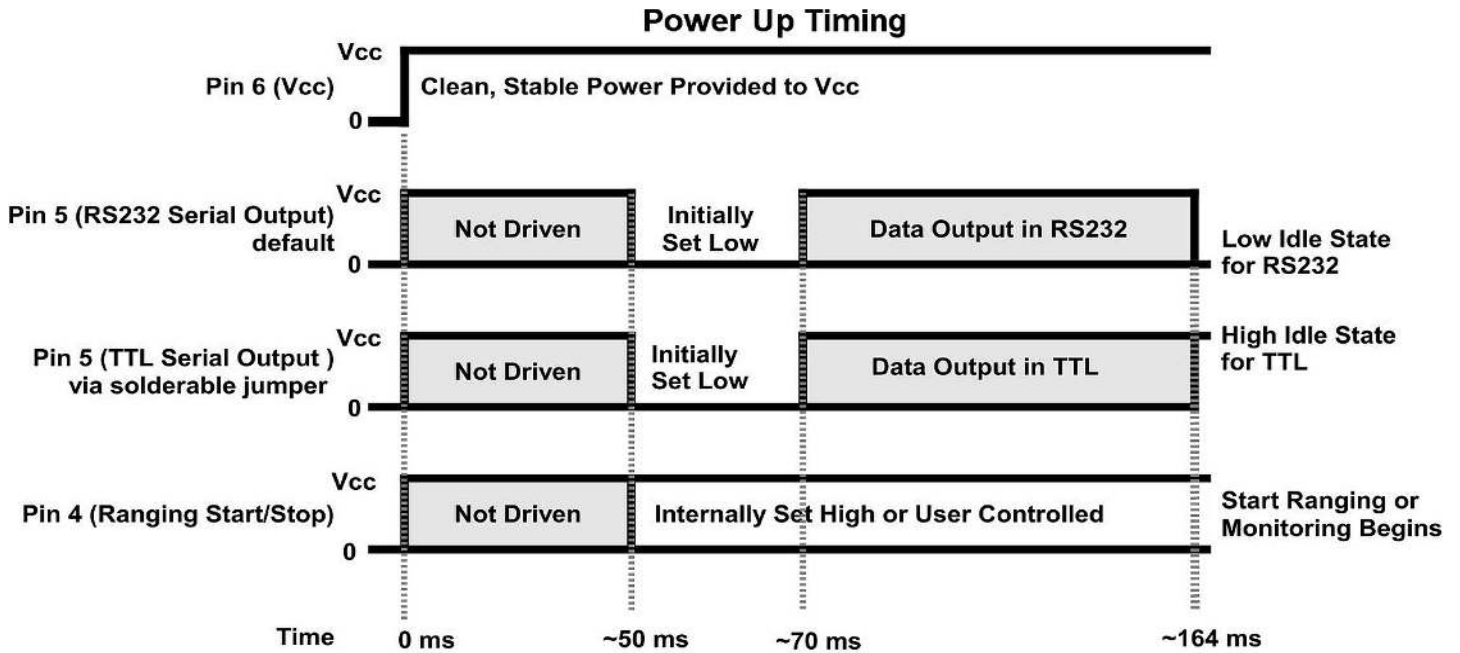 Power Up Timing
Vcc
Pin 6 (Vcc)
Clean, Stable Power Provided to Vcc
0
Vcc
Pin 5 (RS232 Serial Output)
default
Not Driven
Initially
Set Low
Data Output in RS232
Low Idle State
for RS232
0
Vcc
Pin 5 (TTL Serial Output )
via solderable jumper
Not Driven
Initially
Set Low
Data Output in TTL
High Idle State
for TTL
0
Vcc
Pin 4 (Ranging Start/Stop)
Not Driven
Internally Set High or User Controlled
Start Ranging or
Monitoring Begins
0
Time
0 ms
~50 ms
~70 ms
~164 ms